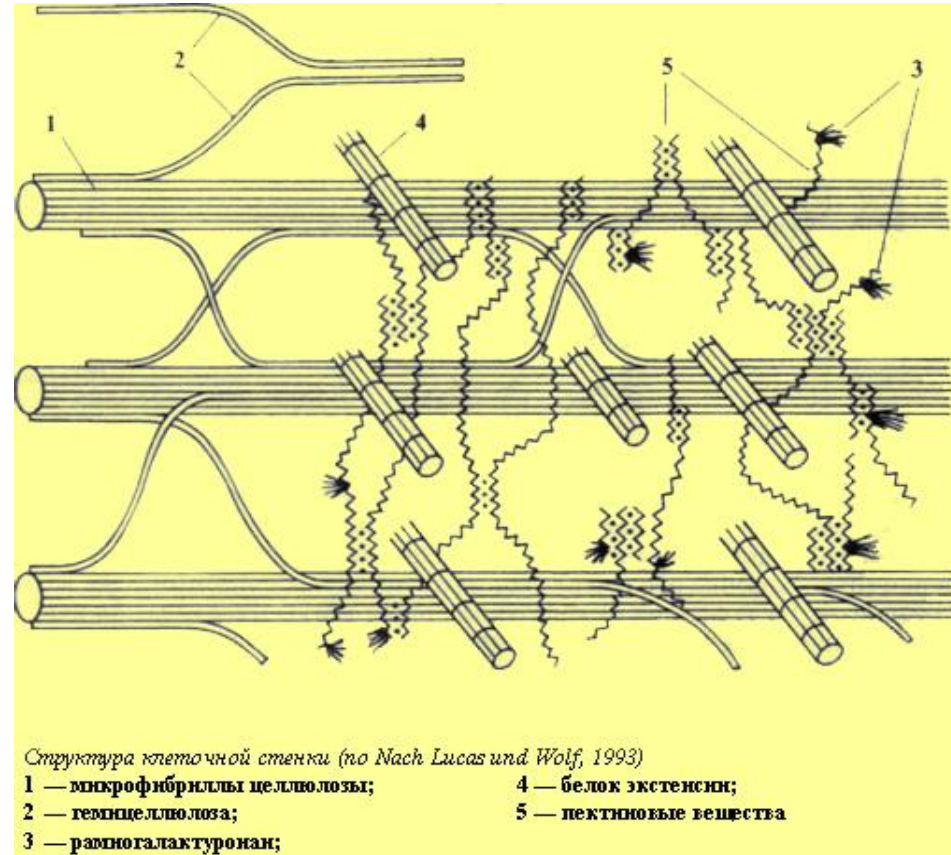 2
5
3
1
4
Структура клеточной стенки (по Nach Lucas und Wolf, 1993)
1 — микрофибриллы целлюлозы;
2 — гемицеллюлоза;
3 — рамногалактуронан;
4 — белок экстенсин;
5 — пектиновые вещества